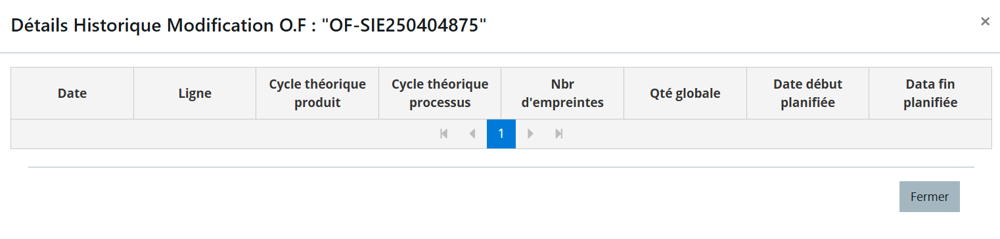 Détails Historique Modification O.F : "OF-SIE250404875"
×
Date
Ligne
Cycle théorique
produit
Cycle théorique
processus
Nbr
d'empreintes
Qté globale
Date début
planifiée
Data fin
planifiée
1
Fermer